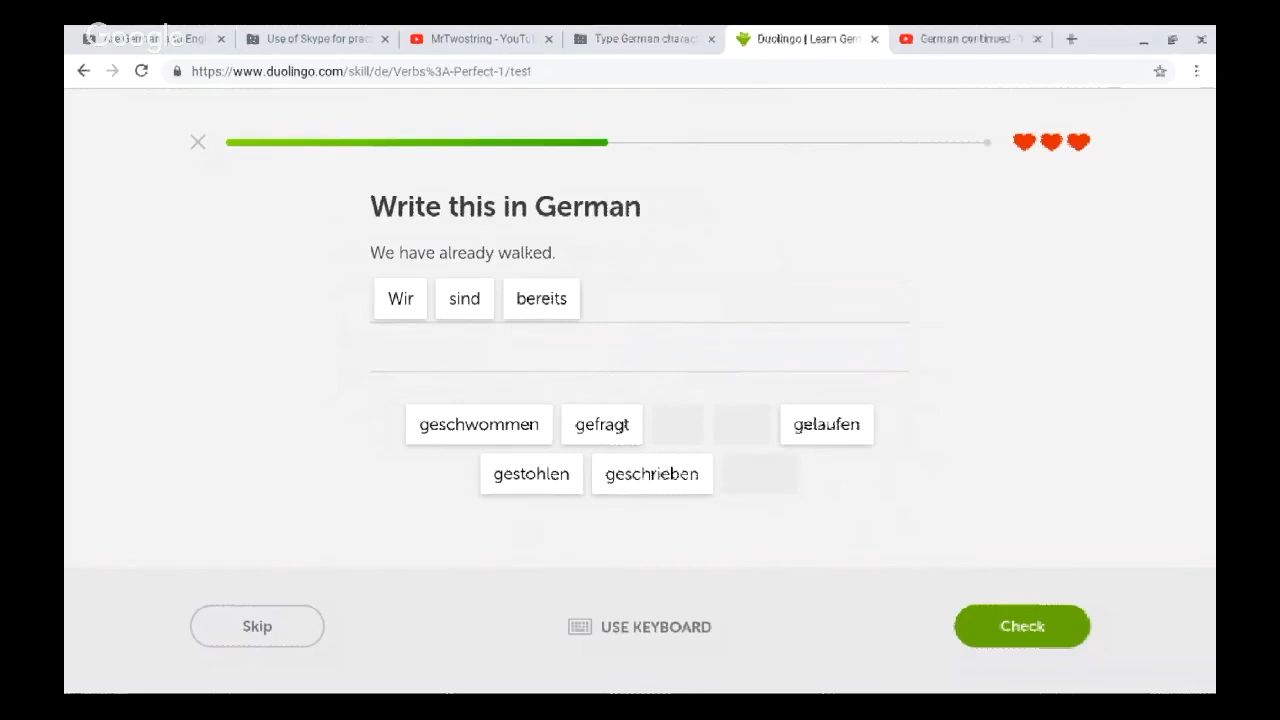 Google
Use of Skype for prac
MrTwostring - YouTu
Type German charac
Duolingo | Learn Ger
German continued - Y
https://www.duolingo.com/skill/de/Verbs%3A-Perfect-1/test
Write this in German
We have already walked.
Wir sind bereits
geschwommen gefragt gelaufen
gestohlen geschrieben
Skip
USE KEYBOARD
Check